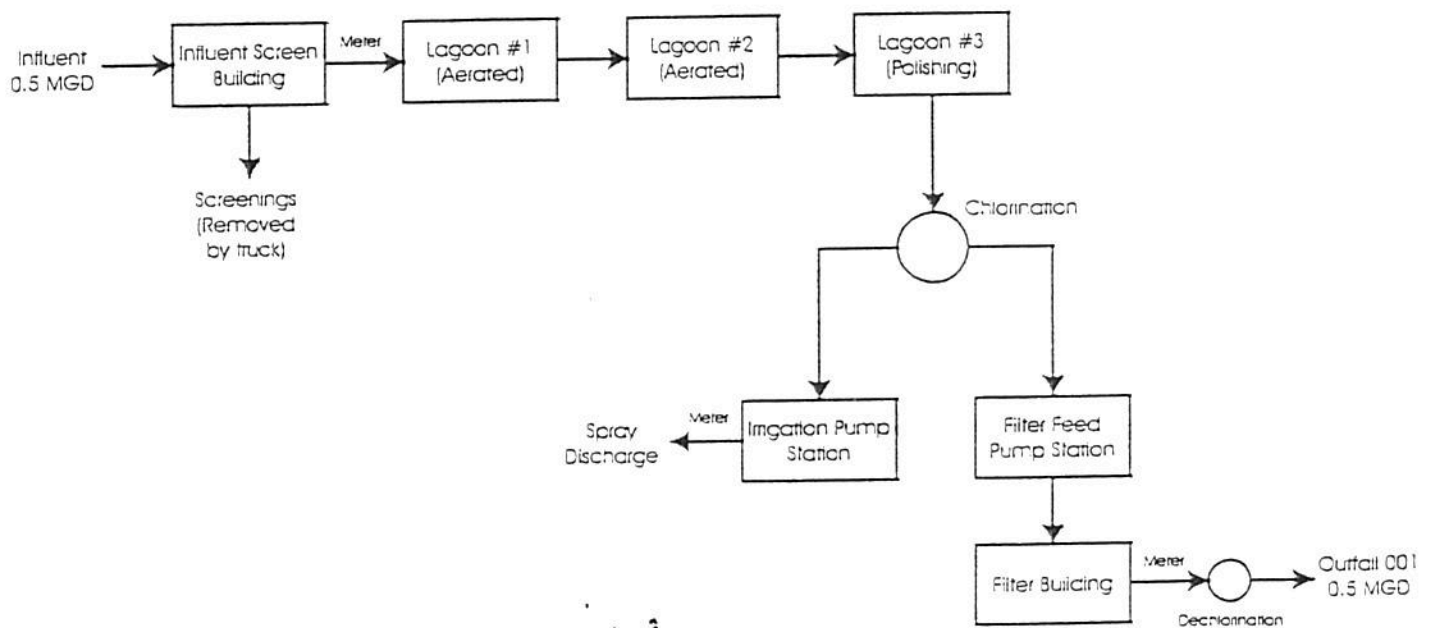 Influent
0.5 MGD
Influent Screen
Building
Meter
Lagoon #1
(Aerated)
Lagoon #2
(Aerated)
Lagoon #3
(Polishing)
Screenings
(Removed
by truck)
Chlorination
Spray
Discharge
Meter
Irrigation Pump
Station
Filter Feed
Pump Station
Filter Building
Meter
Dechlorination
Outfall 001
0.5 MGD